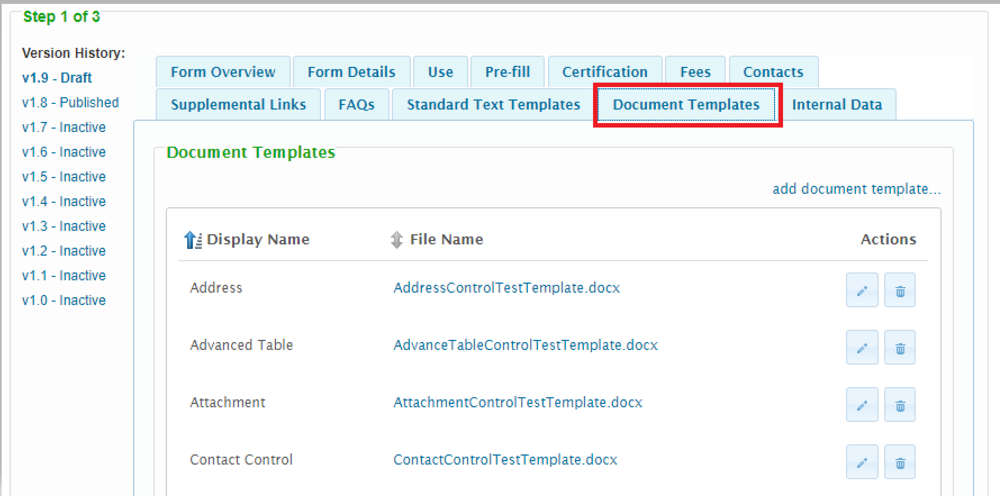 Step 1 of 3
Version History:
v1.9 - Draft
v1.8 - Published
v1.7 - Inactive
v1.6 - Inactive
v1.5 - Inactive
v1.4 - Inactive
v1.3 - Inactive
v1.2 - Inactive
v1.1 - Inactive
v1.0 - Inactive
Form Overview Form Details Use Pre-fill Certification Fees Contacts
Supplemental Links FAQs Standard Text Templates Document Templates Internal Data
Document Templates
add document template...
Display Name File Name Actions
Address AddressControlTestTemplate.docx
Advanced Table AdvanceTableControlTestTemplate.docx
Attachment AttachmentControlTestTemplate.docx
Contact Control ContactControlTestTemplate.docx